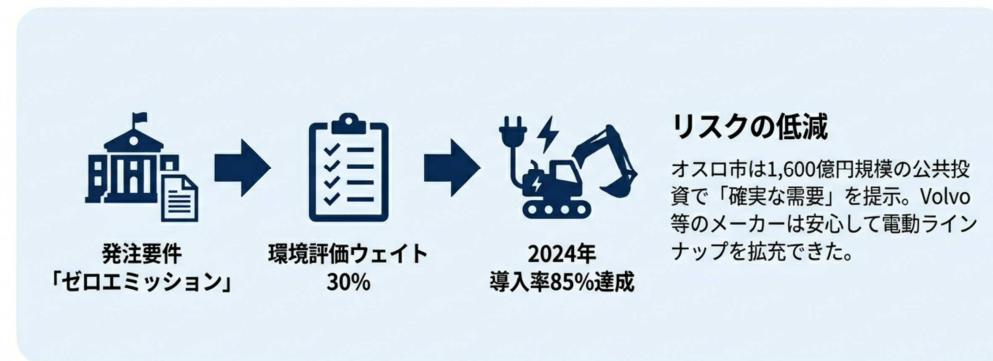 発注要件
「ゼロエミッション」
環境評価ウェイト
30%
2024年
導入率85%達成
リスクの低減
オスロ市は1,600億円規模の公共投
資で「確実な需要」を提示。Volvo
等のメーカーは安心して電動ライン
ナップを拡充できた。